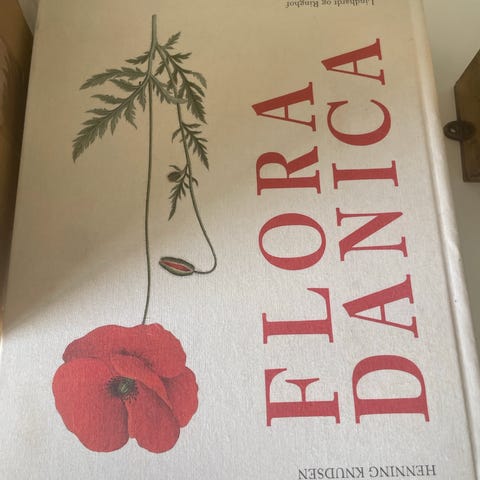 HENNING KNUDSEN
FLORA
DANICA
Lindhardt og Ringhof